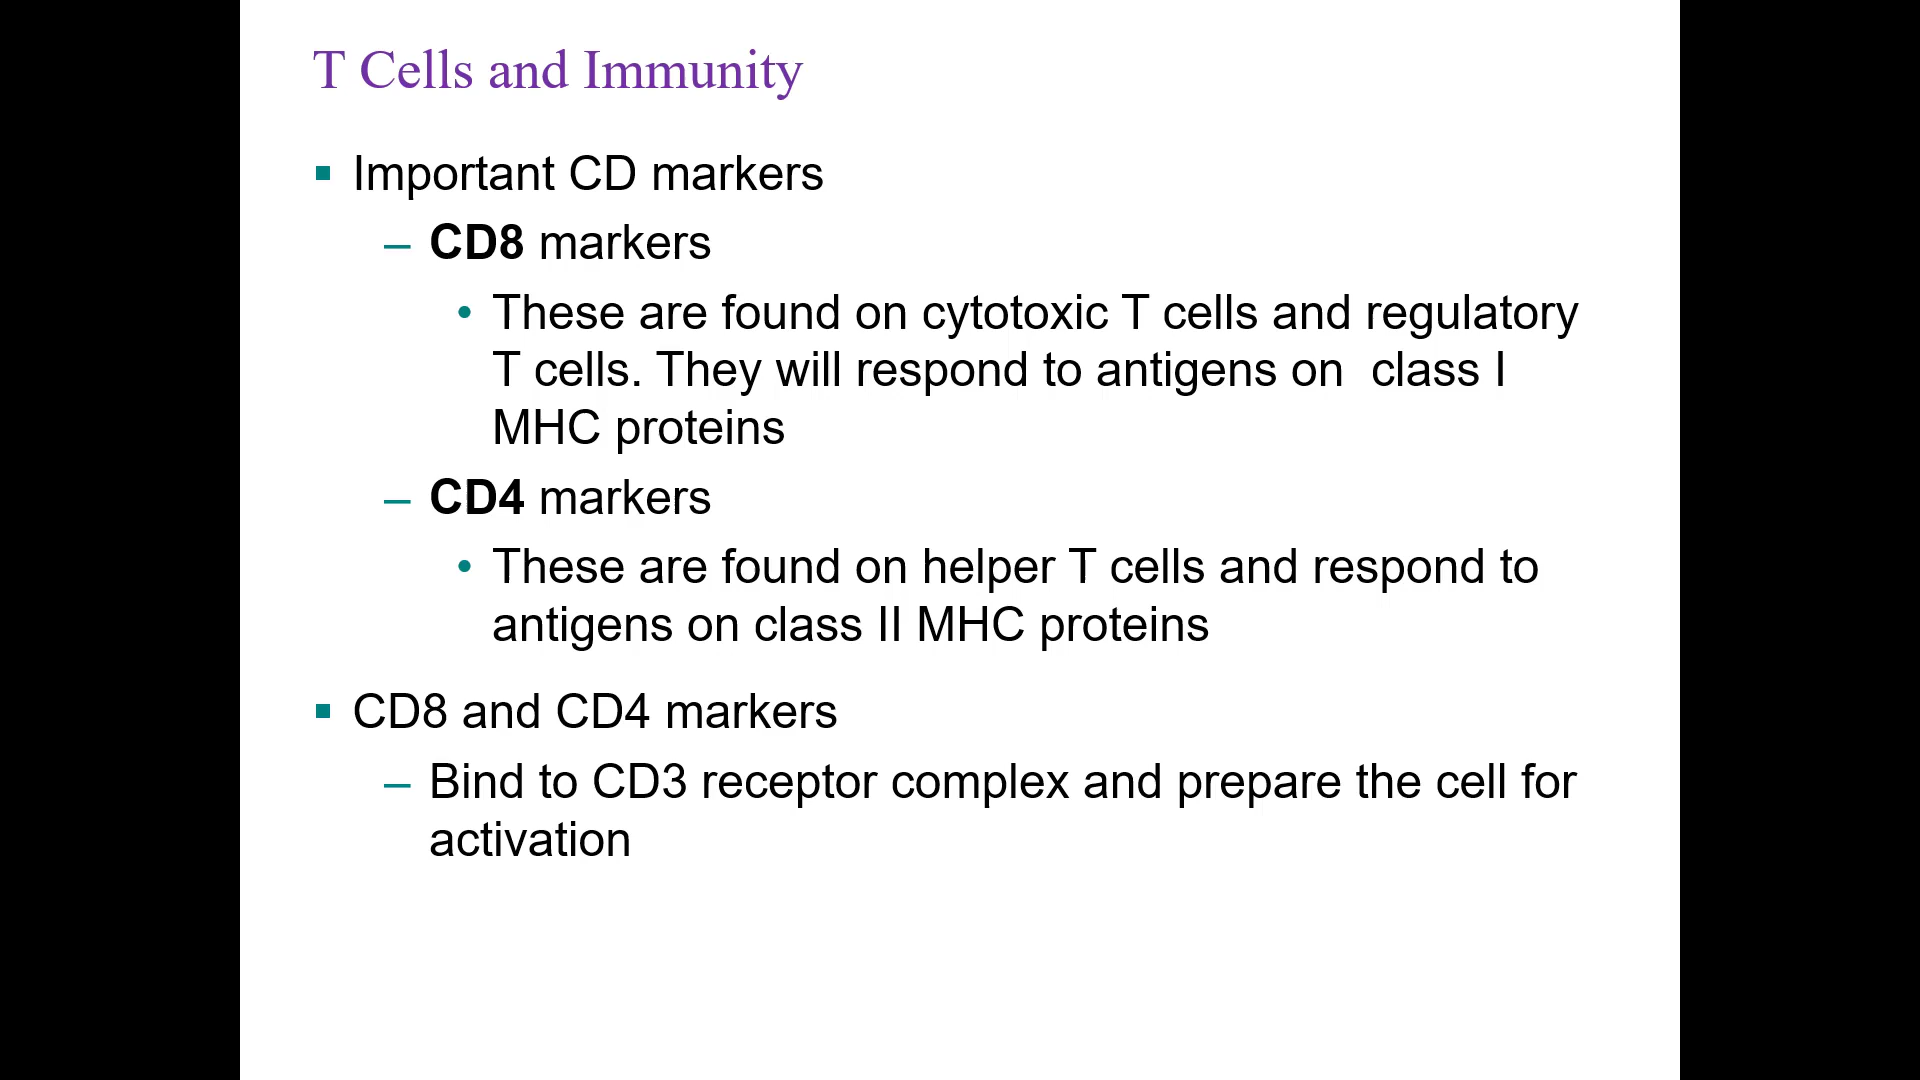 T Cells and Immunity
▪ Important CD markers
– CD8 markers
• These are found on cytotoxic T cells and regulatory
T cells. They will respond to antigens on  class I
MHC proteins
– CD4 markers
• These are found on helper T cells and respond to
antigens on class II MHC proteins
▪ CD8 and CD4 markers
– Bind to CD3 receptor complex and prepare the cell for
activation